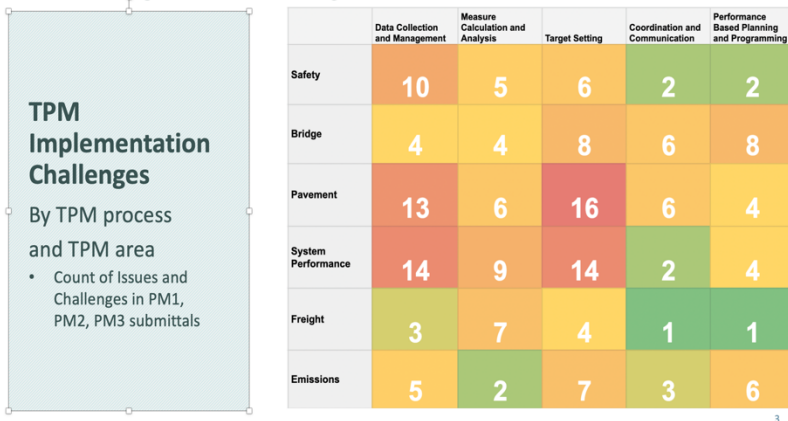 TPM
Implementation
Challenges
By TPM process
and TPM area
• Count of Issues and
Challenges in PM1,
PM2, PM3 submittals
Data Collection
and Management
Measure
Calculation and
Analysis
Target Setting
Coordination and
Communication
Performance
Based Planning
and Programming
Safety
10 5 6 2 2
Bridge
4 4 8 6 8
Pavement
13 6 16 6 4
System
Performance
14 9 14 2 4
Freight
3 7 4 1 1
Emissions
5 2 7 3 6
3